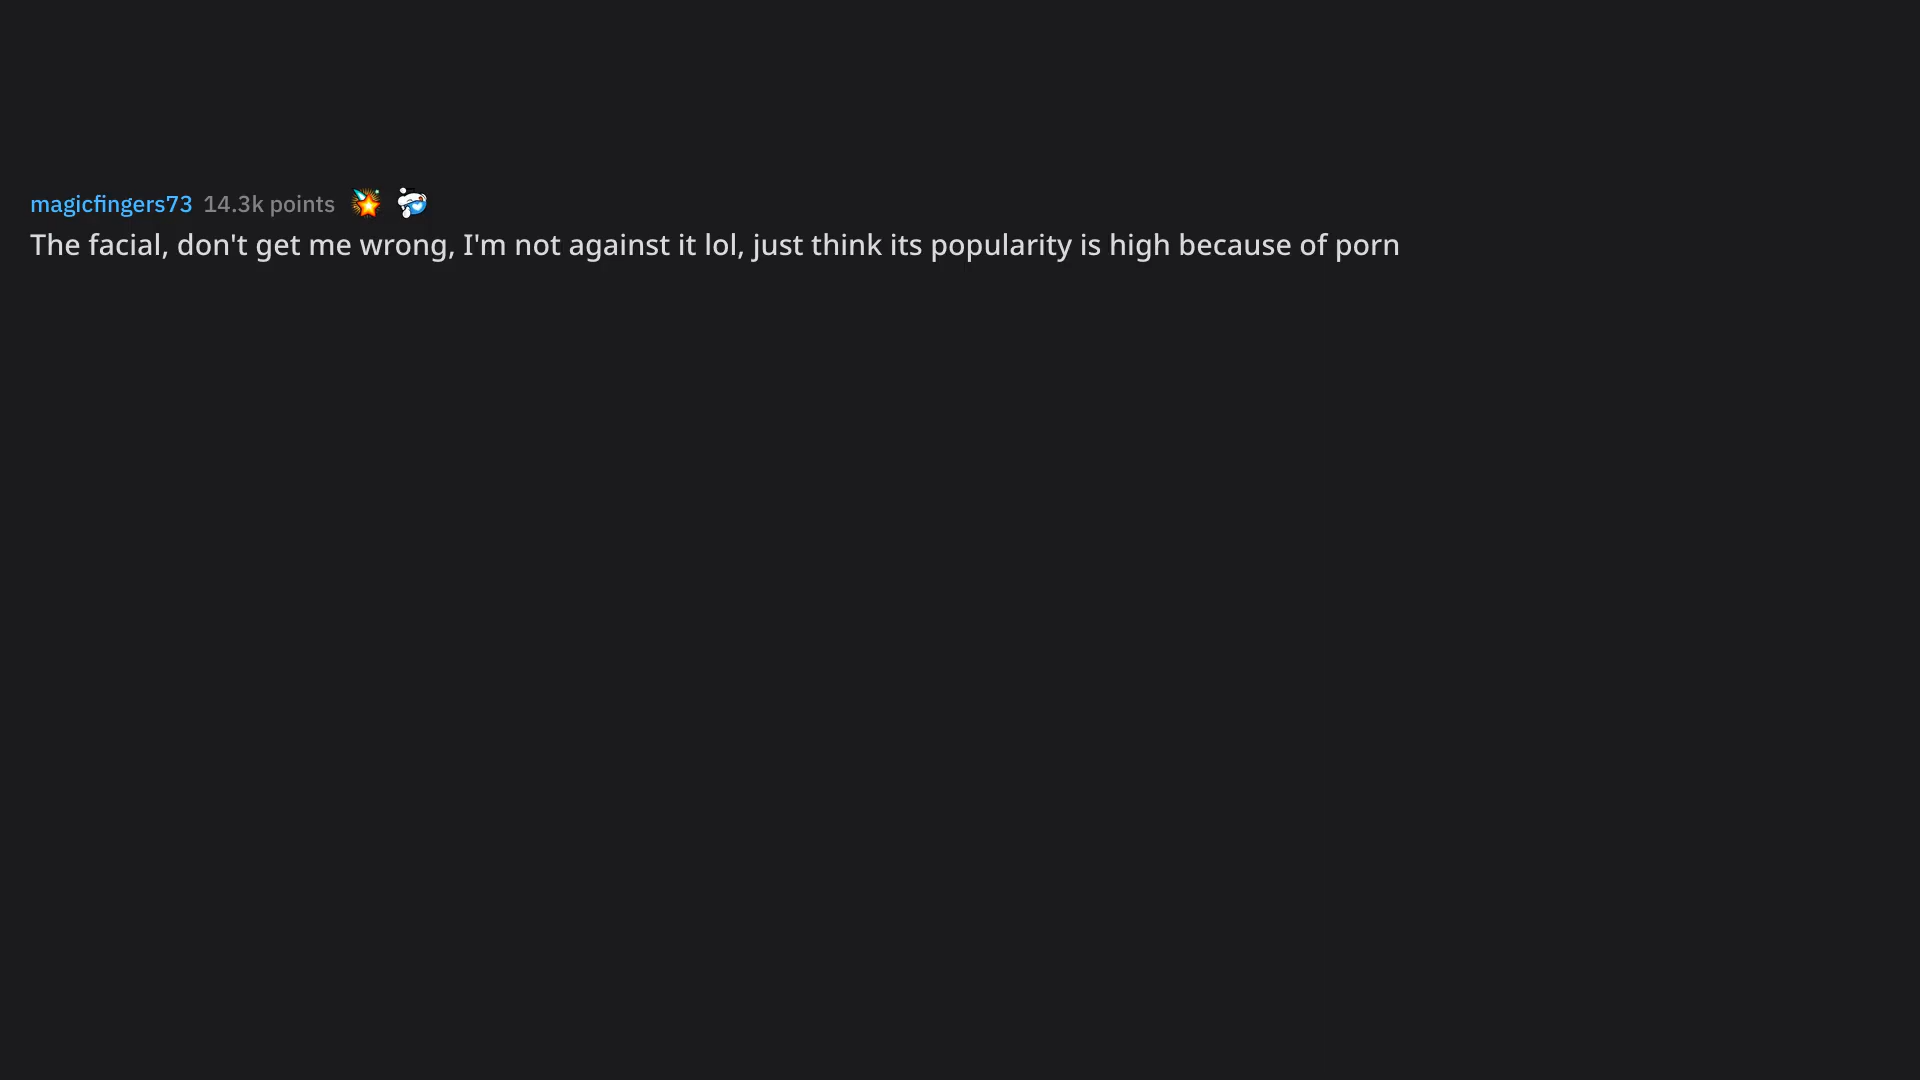 magicfingers73 14.3k points
The facial, don't get me wrong, I'm not against it lol, just think its popularity is high because of porn